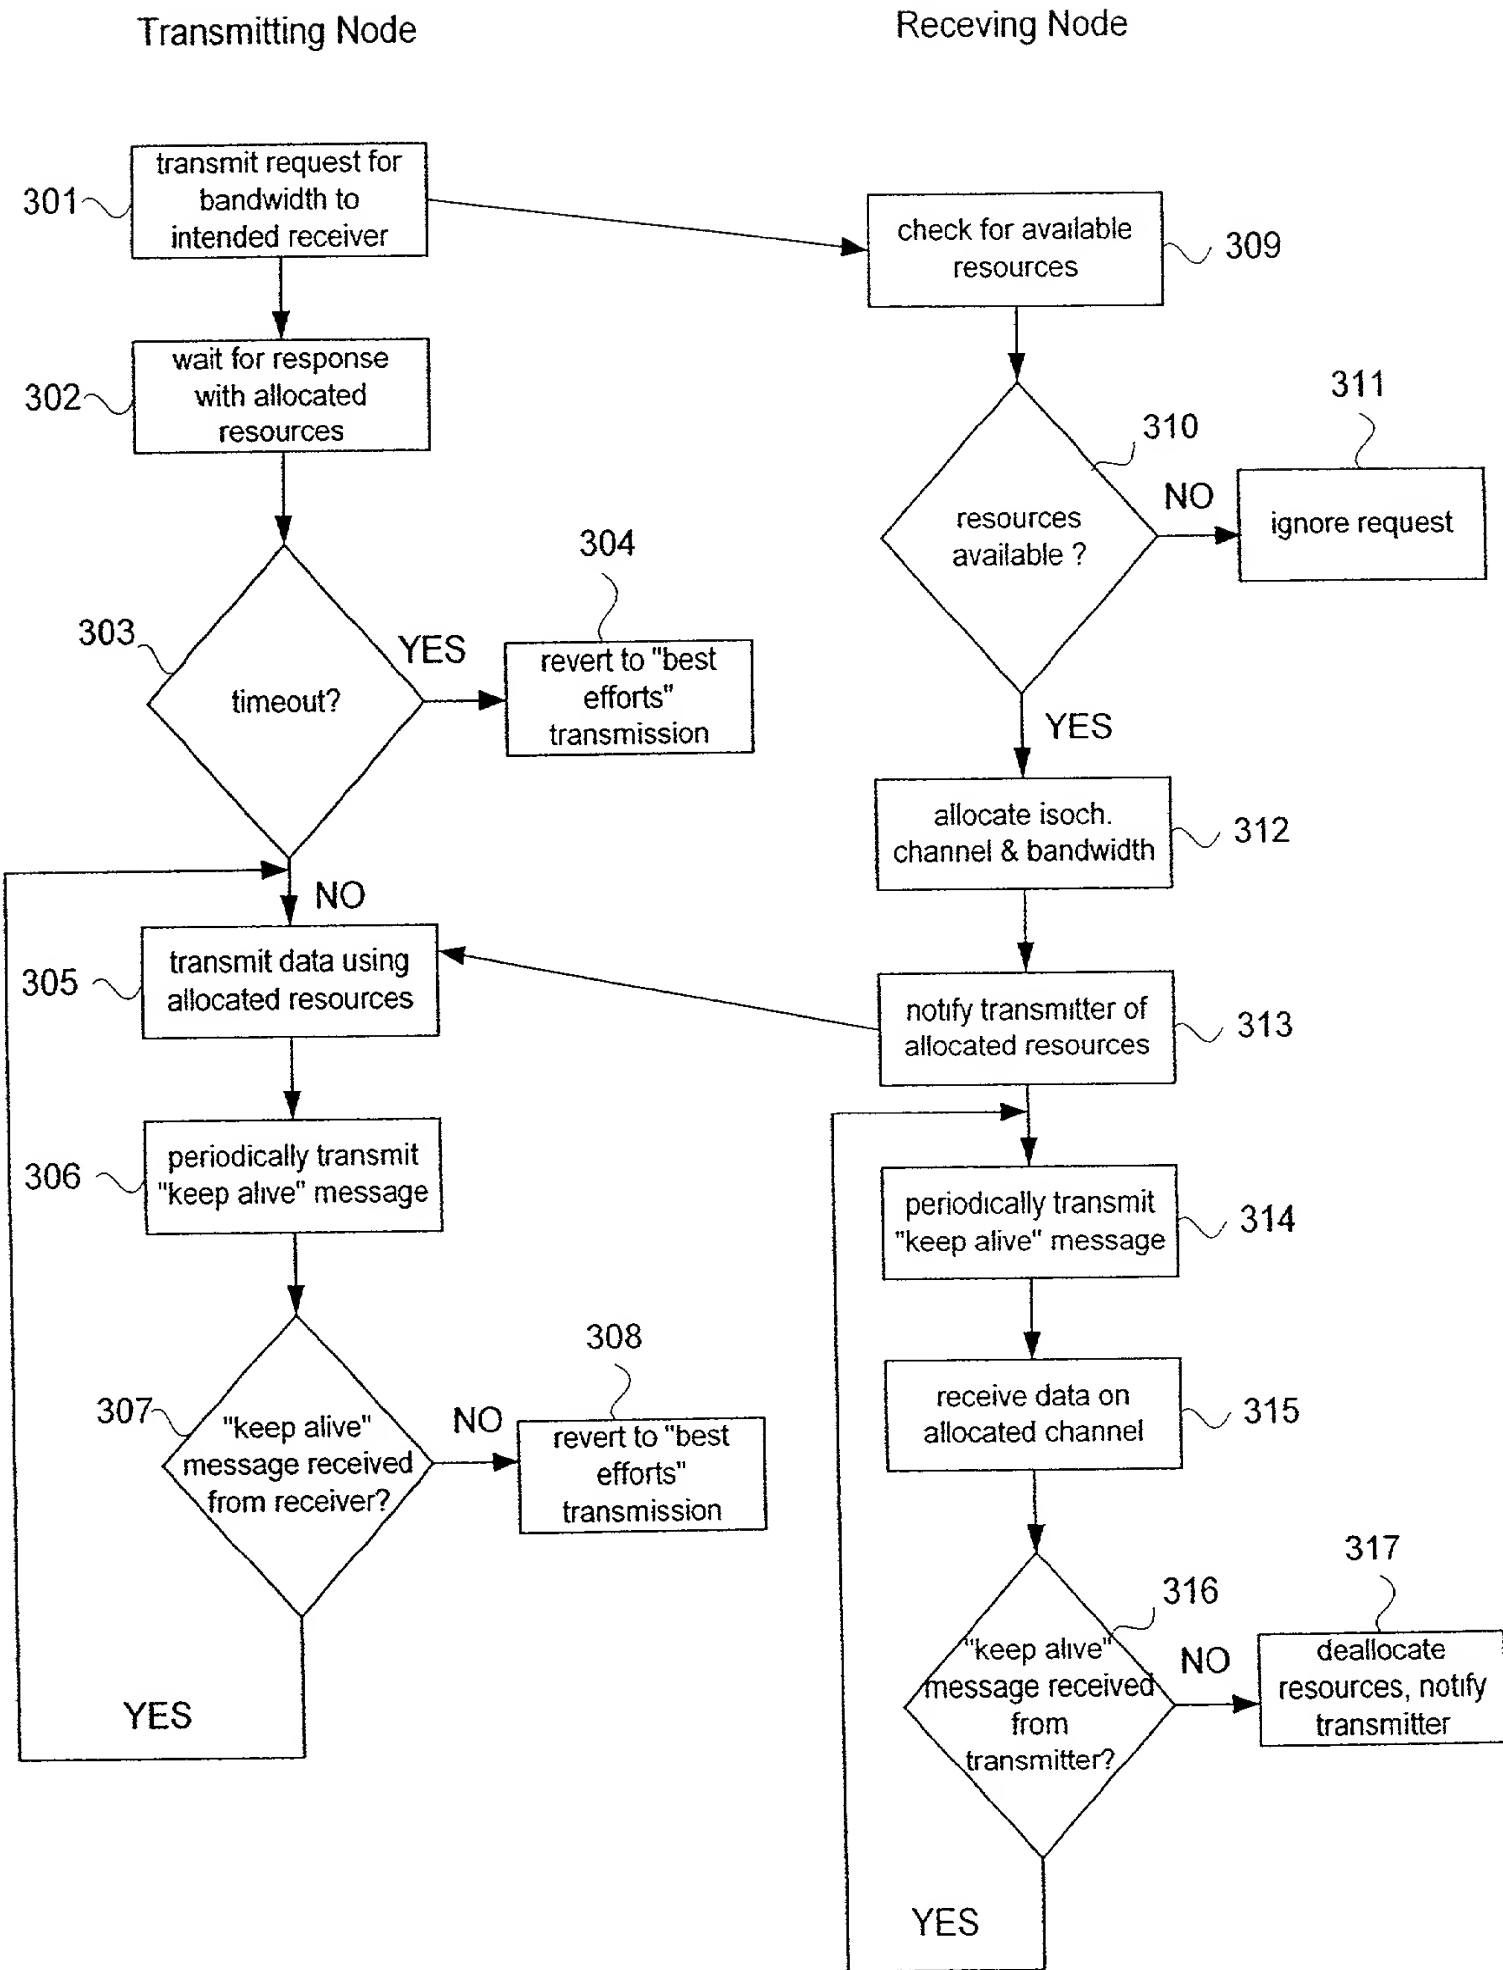 Transmitting Node
Receving Node
301
transmit request for
bandwidth to
intended receiver
302
wait for response
with allocated
resources
303
timeout?
YES
304
revert to "best
efforts"
transmission
NO
305
transmit data using
allocated resources
306
periodically transmit
"keep alive" message
307
"keep alive"
message received
from receiver?
NO
308
revert to "best
efforts"
transmission
YES
check for available
resources
309
310
resources
available ?
NO
311
ignore request
YES
allocate isoch.
channel & bandwidth
312
notify transmitter of
allocated resources
313
periodically transmit
"keep alive" message
314
receive data on
allocated channel
315
316
"keep alive"
message received
from
transmitter?
NO
317
deallocate
resources, notify
transmitter
YES